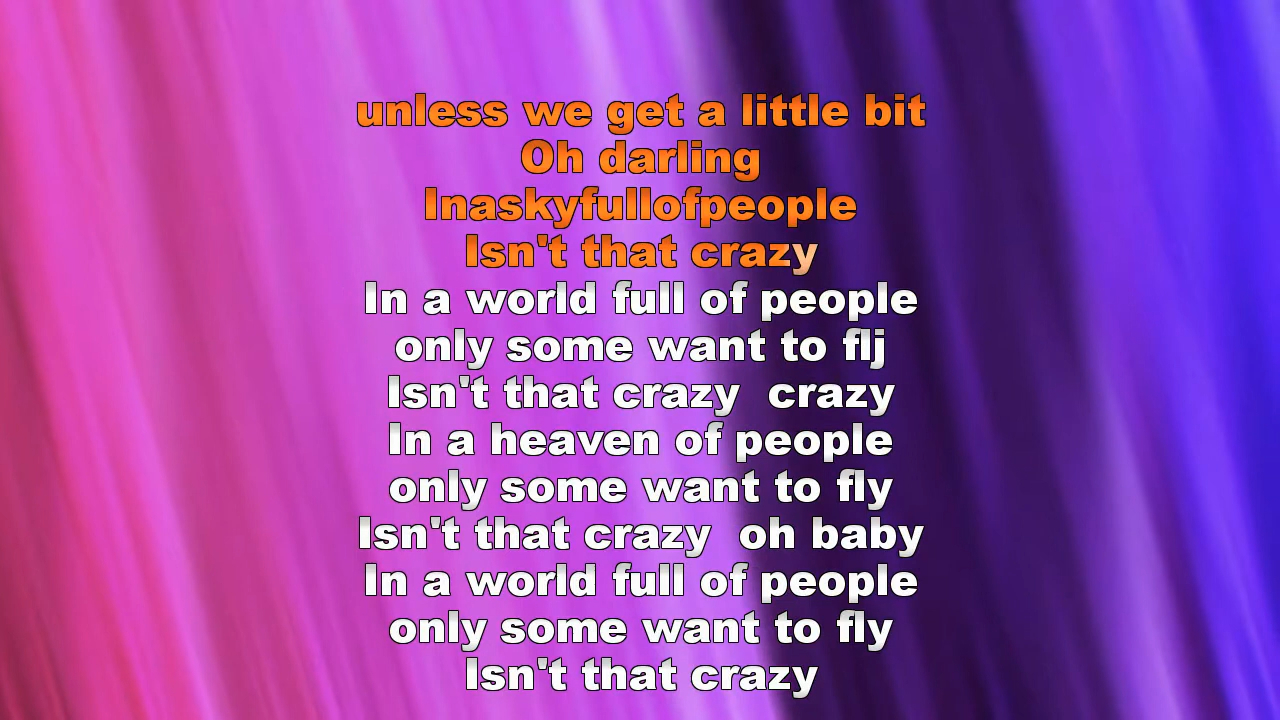 unless we get a little bit
Oh darling
Inaskyfullofpeople
Isn't that crazy
In a world full of people
only some want to flj
Isn't that crazy  crazy
In a heaven of people
only some want to fly
Isn't that crazy  oh baby
In a world full of people
only some want to fly
Isn't that crazy